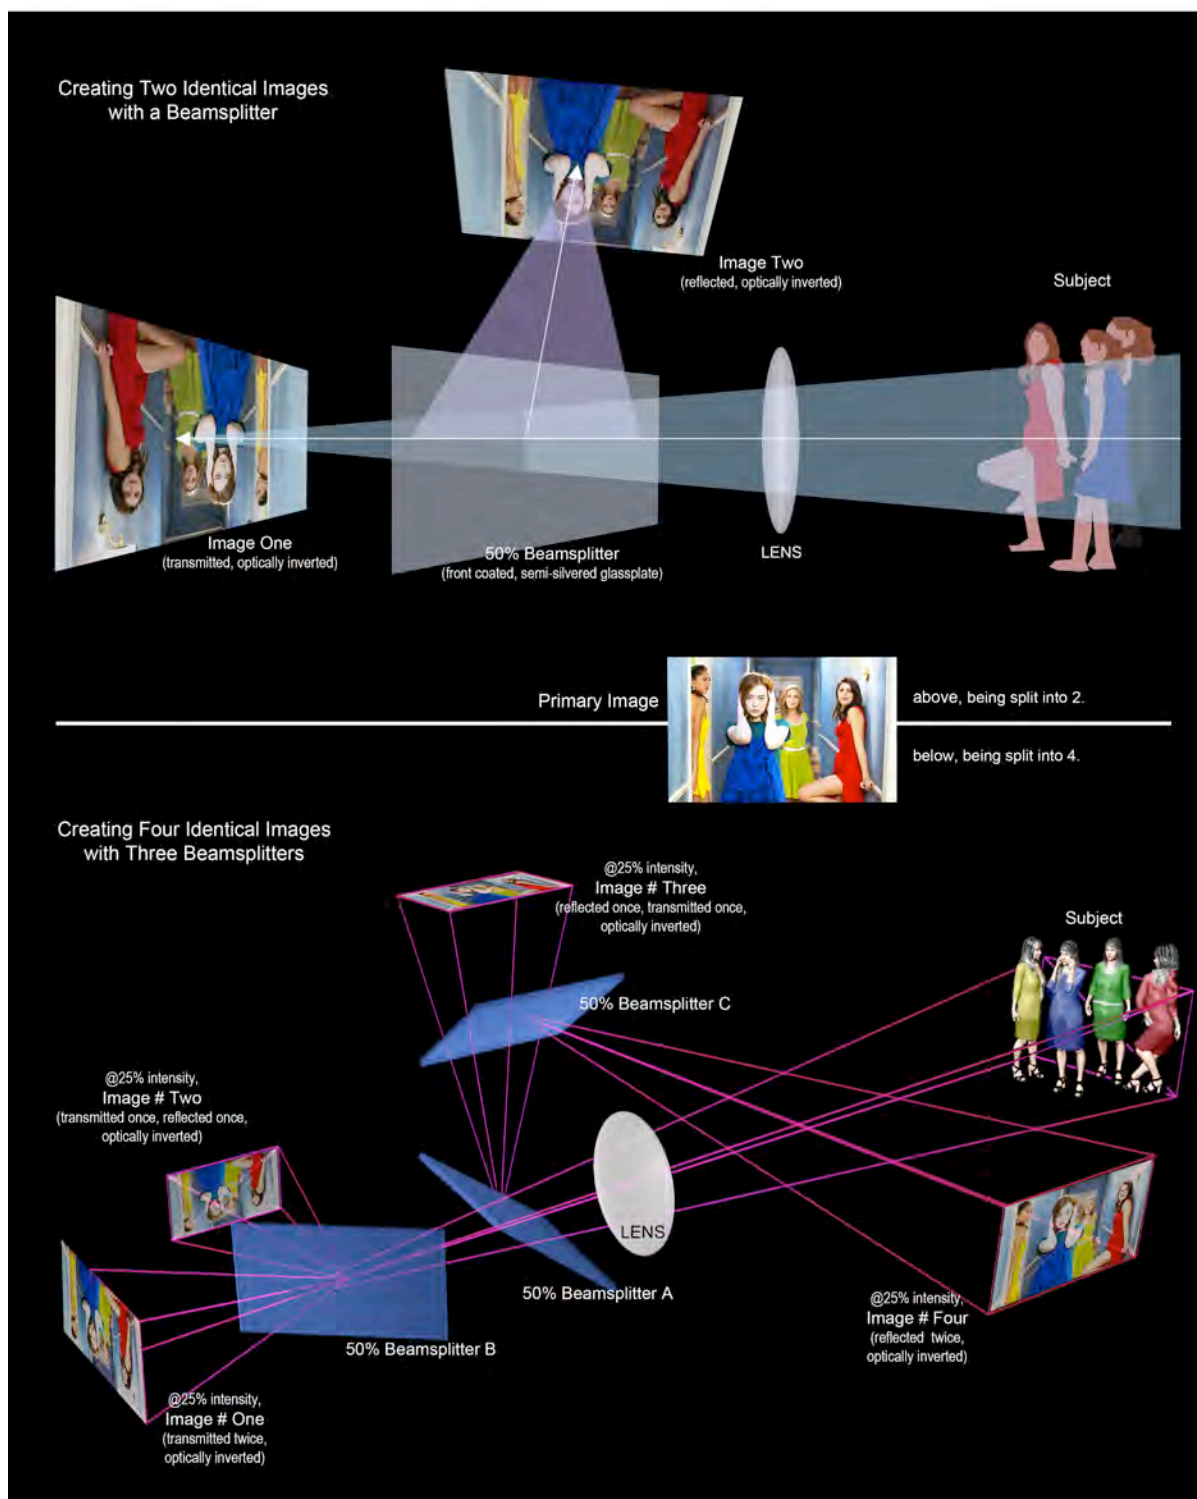 Creating Two Identical Images
with a Beamsplitter
Image Two
(reflected, optically inverted)
Subject
Image One
(transmitted, optically inverted)
50% Beamsplitter
(front coated, semi-silvered glassplate)
LENS
Primary Image
above, being split into 2.
below, being split into 4.
Creating Four Identical Images
with Three Beamsplitters
@25% intensity,
Image # Three
(reflected once, transmitted once,
optically inverted)
Subject
50% Beamsplitter C
@25% intensity,
Image # Two
(transmitted once, reflected once,
optically inverted)
LENS
50% Beamsplitter A
50% Beamsplitter B
@25% intensity,
Image # Four
(reflected twice,
optically inverted)
@25% intensity,
Image # One
(transmitted twice,
optically inverted)